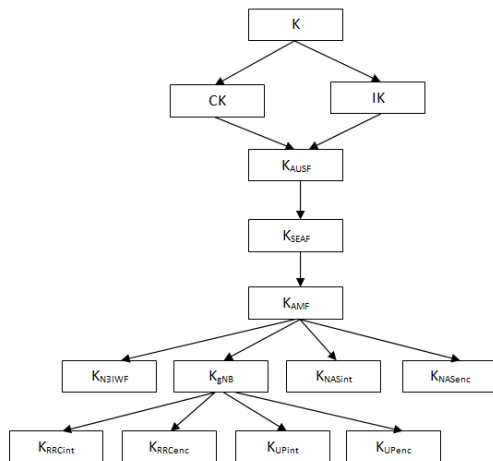 K
CK
IK
KAUSF
KSEAF
KAMF
KN3IWF
KgNB
KNASint
KNASenc
KRRCint
KRRCenc
KUPint
KUPenc